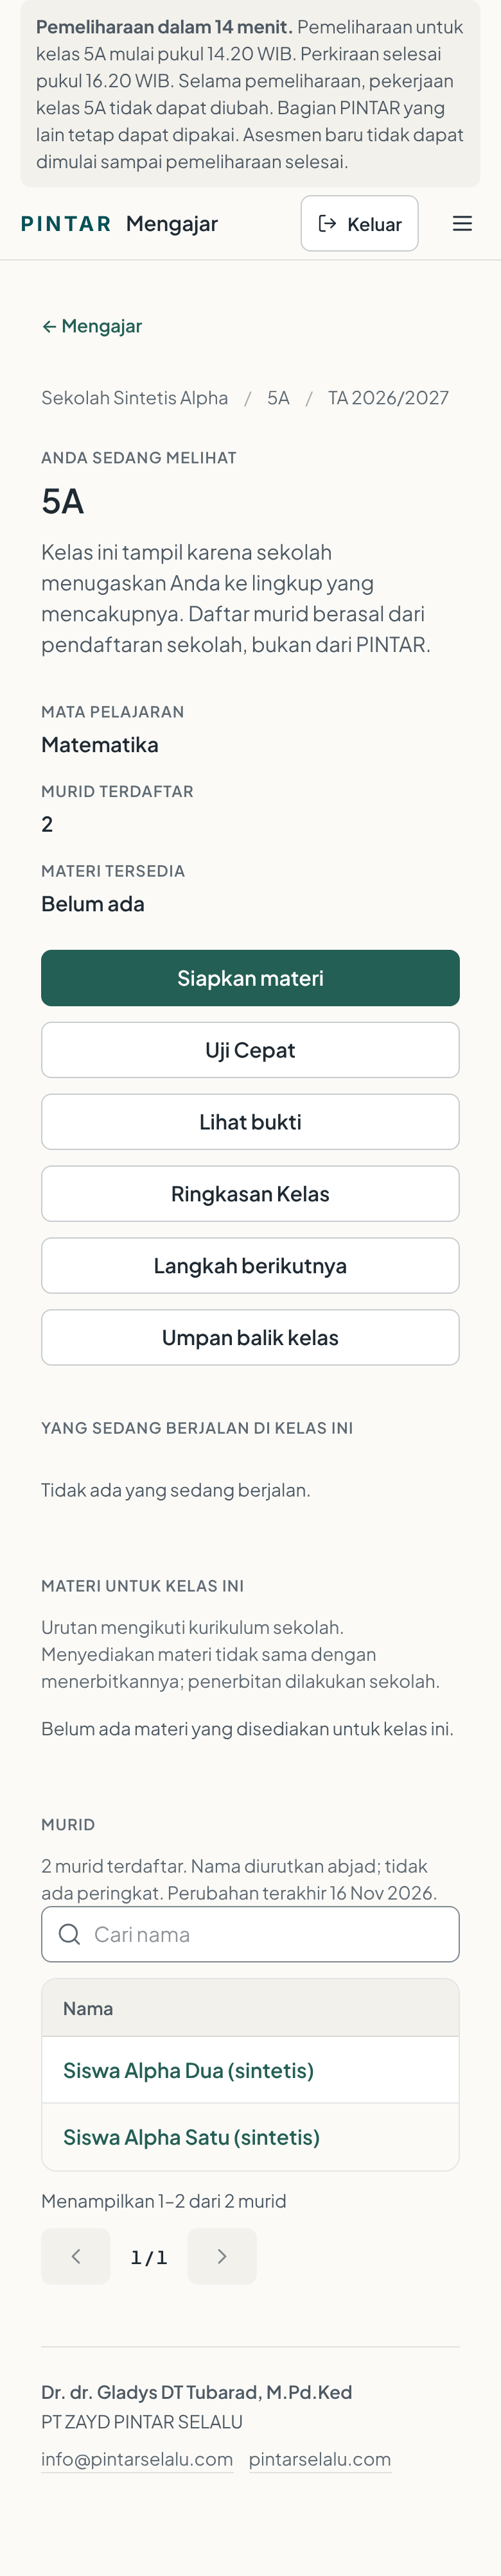 Pemeliharaan dalam 14 menit. Pemeliharaan untuk
kelas 5A mulai pukul 14.20 WIB. Perkiraan selesai
pukul 16.20 WIB. Selama pemeliharaan, pekerjaan
kelas 5A tidak dapat diubah. Bagian PINTAR yang
lain tetap dapat dipakai. Asesmen baru tidak dapat
dimulai sampai pemeliharaan selesai.
PINTAR Mengajar Keluar
← Mengajar
Sekolah Sintetis Alpha / 5A / TA 2026/2027
ANDA SEDANG MELIHAT
5A
Kelas ini tampil karena sekolah
menugaskan Anda ke lingkup yang
mencakupnya. Daftar murid berasal dari
pendaftaran sekolah, bukan dari PINTAR.
MATA PELAJARAN
Matematika
MURID TERDAFTAR
2
MATERI TERSEDIA
Belum ada
Siapkan materi
Uji Cepat
Lihat bukti
Ringkasan Kelas
Langkah berikutnya
Umpan balik kelas
YANG SEDANG BERJALAN DI KELAS INI
Tidak ada yang sedang berjalan.
MATERI UNTUK KELAS INI
Urutan mengikuti kurikulum sekolah.
Menyediakan materi tidak sama dengan
menerbitkannya; penerbitan dilakukan sekolah.
Belum ada materi yang disediakan untuk kelas ini.
MURID
2 murid terdaftar. Nama diurutkan abjad; tidak
ada peringkat. Perubahan terakhir 16 Nov 2026.
Cari nama
Nama
Siswa Alpha Dua (sintetis)
Siswa Alpha Satu (sintetis)
Menampilkan 1–2 dari 2 murid
1/1
Dr. dr. Gladys DT Tubarad, M.Pd.Ked
PT ZAYD PINTAR SELALU
info@pintarselalu.com pintarselalu.com